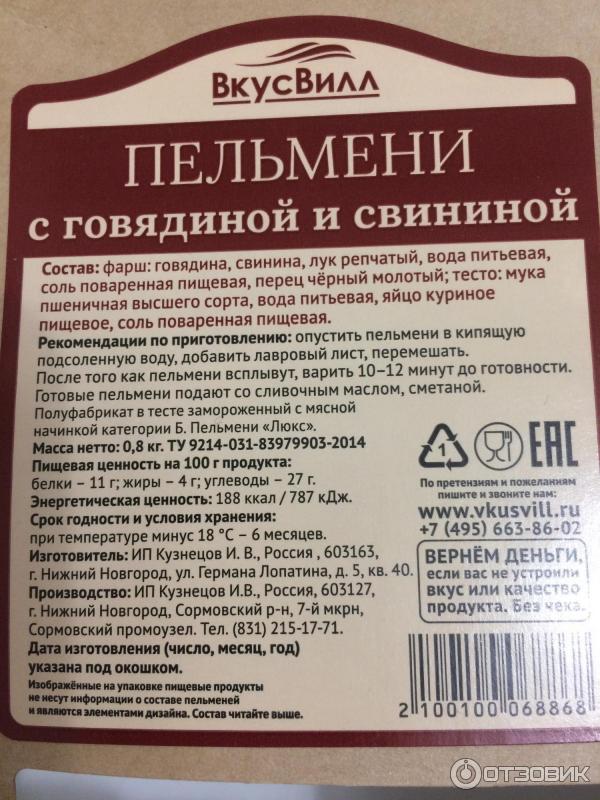 ВкусВилл
ПЕЛЬМЕНИ
с говядиной и свининой
Состав: фарш: говядина, свинина, лук репчатый, вода питьевая,
соль поваренная пищевая, перец чёрный молотый; тесто: мука
пшеничная высшего сорта, вода питьевая, яйцо куриное
пищевое, соль поваренная пищевая.
Рекомендации по приготовлению: опустить пельмени в кипящую
подсоленную воду, добавить лавровый лист, перемешать.
После того как пельмени всплывут, варить 10–12 минут до готовности.
Готовые пельмени подают со сливочным маслом, сметаной.
Полуфабрикат в тесте замороженный с мясной
начинкой категории Б. Пельмени «Люкс».
Масса нетто: 0,8 кг. ТУ 9214-031-83979903-2014
Пищевая ценность на 100 г продукта:
белки – 11 г; жиры – 4 г; углеводы – 27 г.
Энергетическая ценность: 188 ккал / 787 кДж.
Срок годности и условия хранения:
при температуре минус 18 °С – 6 месяцев.
Изготовитель: ИП Кузнецов И. В., Россия , 603163,
г. Нижний Новгород, ул. Германа Лопатина, д. 5, кв. 40.
Производство: ИП Кузнецов И.В., Россия, 603127,
г. Нижний Новгород, Сормовский р-н, 7-й мкрн,
Сормовский промоузел. Тел. (831) 215-17-71.
Дата изготовления (число, месяц, год)
указана под окошком.
Изображённые на упаковке пищевые продукты
не несут информации о составе пельменей
и являются элементами дизайна. Состав читайте выше.
1
EAC
По претензиям и пожеланиям
пишите и звоните нам:
www.vkusvill.ru
+7 (495) 663-86-02
ВЕРНЁМ ДЕНЬГИ,
если вас не устроили
вкус или качество
продукта. Без чека.
2 100100 068868
ОТЗОВИК